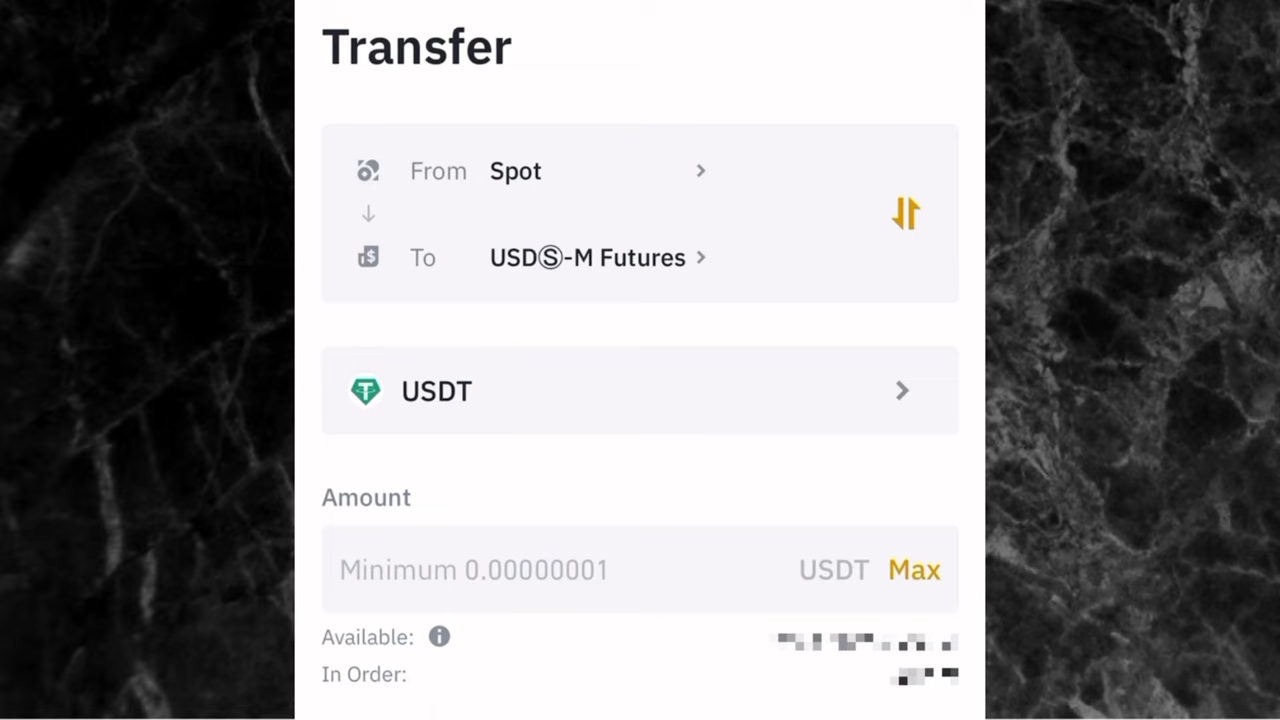 Transfer
From Spot
To USDⓈ-M Futures
USDT
Amount
Minimum 0.00000001 USDT Max
Available:
In Order: